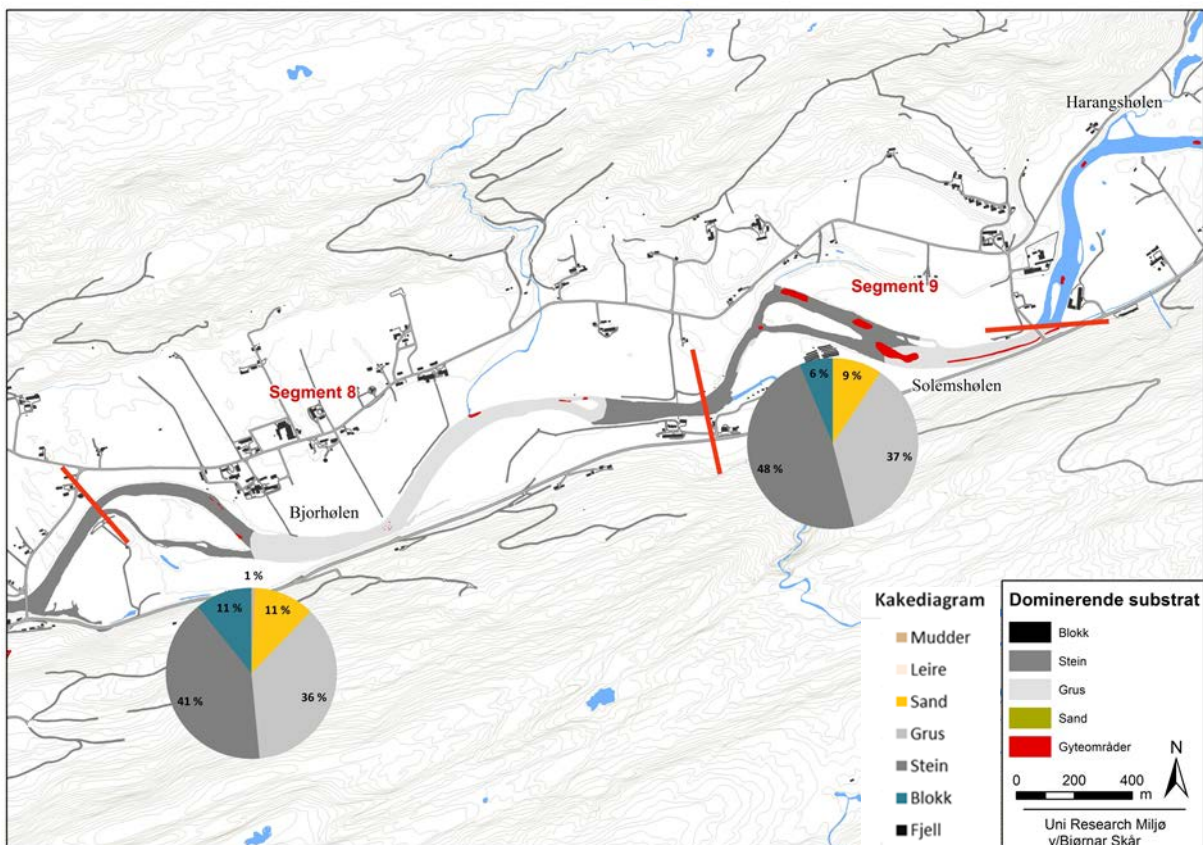 Harangshølen
Segment 9
Solemshølen
6 %
9 %
37 %
48 %
Segment 8
Bjorhølen
1 %
11 %
11 %
36 %
41 %
Kakediagram
Mudder
Leire
Sand
Grus
Stein
Blokk
Fjell
Dominerende substrat
Blokk
Stein
Grus
Sand
Gyteområder
N
0 200 400
m
Uni Research Miljø
v/Bjørnar Skår